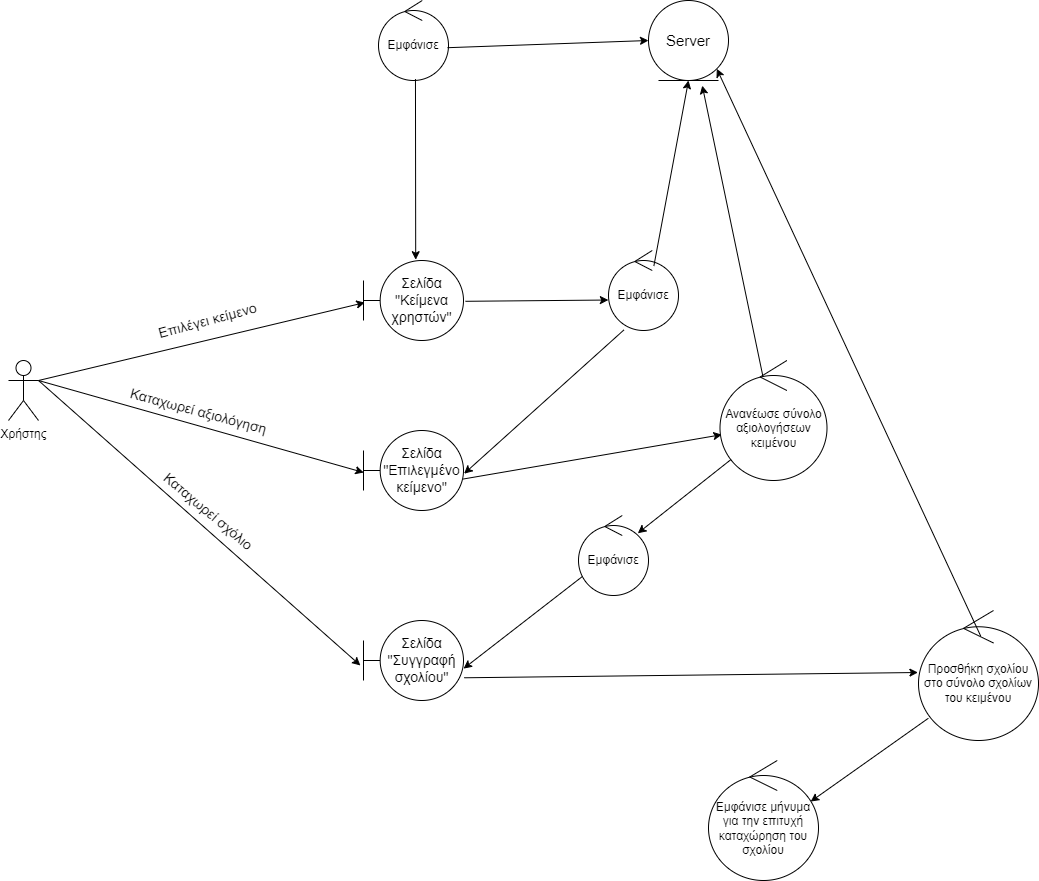 Εμφάνισε
Server
Σελίδα
"Κείμενα
χρηστών"
Εμφάνισε
Επιλέγει κείμενο
Χρήστης
Καταχωρεί αξιολόγηση
Ανανέωσε σύνολο
αξιολογήσεων
κειμένου
Σελίδα
"Επιλεγμένο
κείμενο"
Καταχωρεί σχόλιο
Εμφάνισε
Σελίδα
"Συγγραφή
σχολίου"
Προσθήκη σχολίου
στο σύνολο σχολίων
του κειμένου
Εμφάνισε μήνυμα
για την επιτυχή
καταχώρηση του
σχολίου